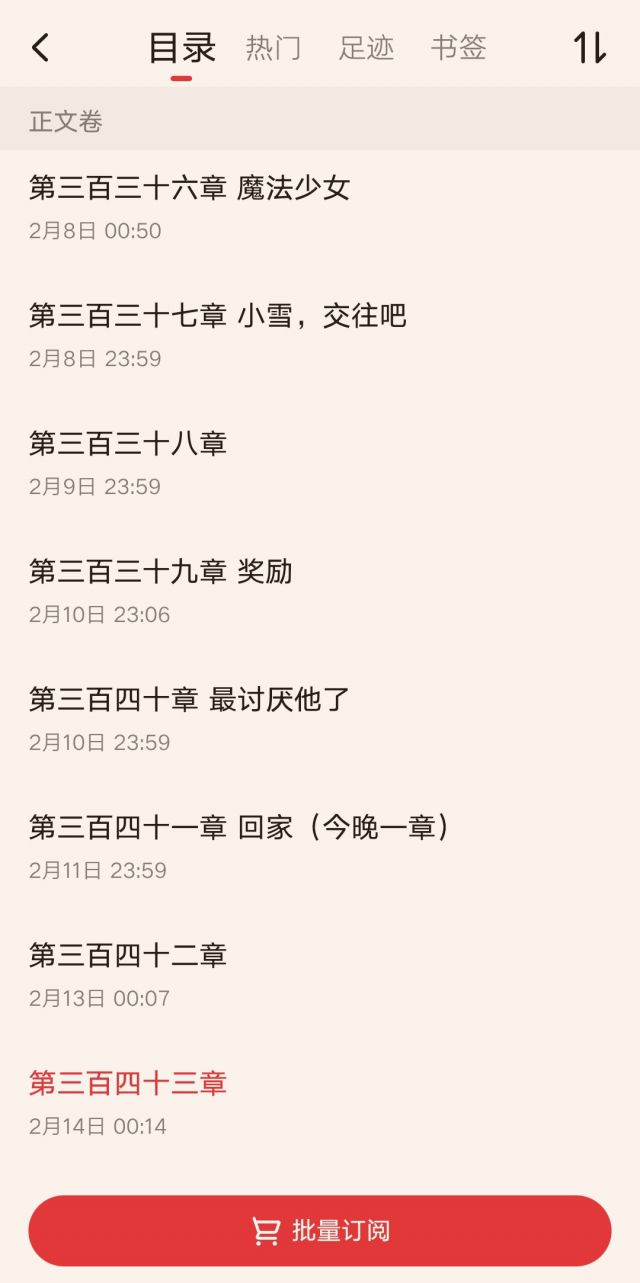 目录 热门 足迹 书签
正文卷
第三百三十六章 魔法少女
2月8日 00:50
第三百三十七章 小雪，交往吧
2月8日 23:59
第三百三十八章
2月9日 23:59
第三百三十九章 奖励
2月10日 23:06
第三百四十章 最讨厌他了
2月10日 23:59
第三百四十一章 回家（今晚一章）
2月11日 23:59
第三百四十二章
2月13日 00:07
第三百四十三章
2月14日 00:14
批量订阅